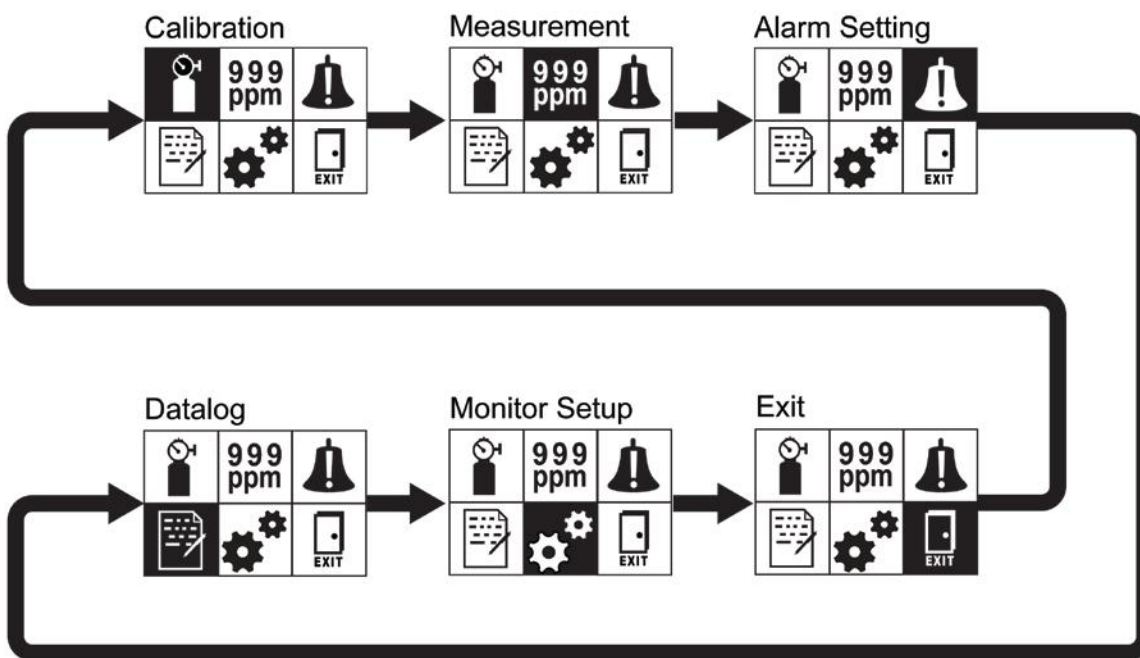 Calibration
Measurement
Alarm Setting
999
ppm
EXIT
999
ppm
EXIT
999
ppm
EXIT
Datalog
Monitor Setup
Exit
999
ppm
EXIT
999
ppm
EXIT
999
ppm
EXIT